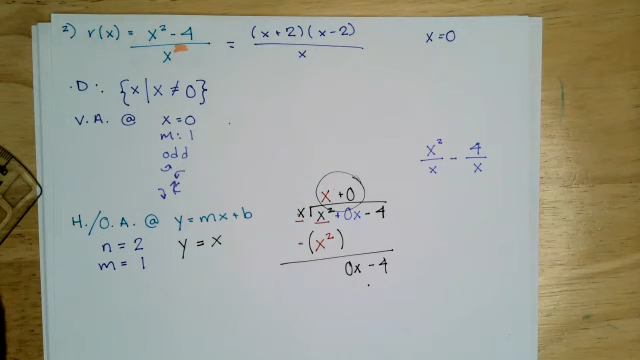 2) r(x) = x² - 4 / x = (x+2)(x-2) / x
x = 0
D: {x | x ≠ 0}
V.A. @ x = 0
m: 1
odd
x²/x - 4/x
H./O.A. @ y = mx + b
n = 2
m = 1
y = x
x + 0
x x² + 0x - 4
- (x²)
0x - 4